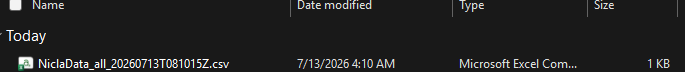 Name Date modified Type Size
Today
NiclaData_all_20260713T081015Z.csv 7/13/2026 4:10 AM Microsoft Excel Com... 1 KB